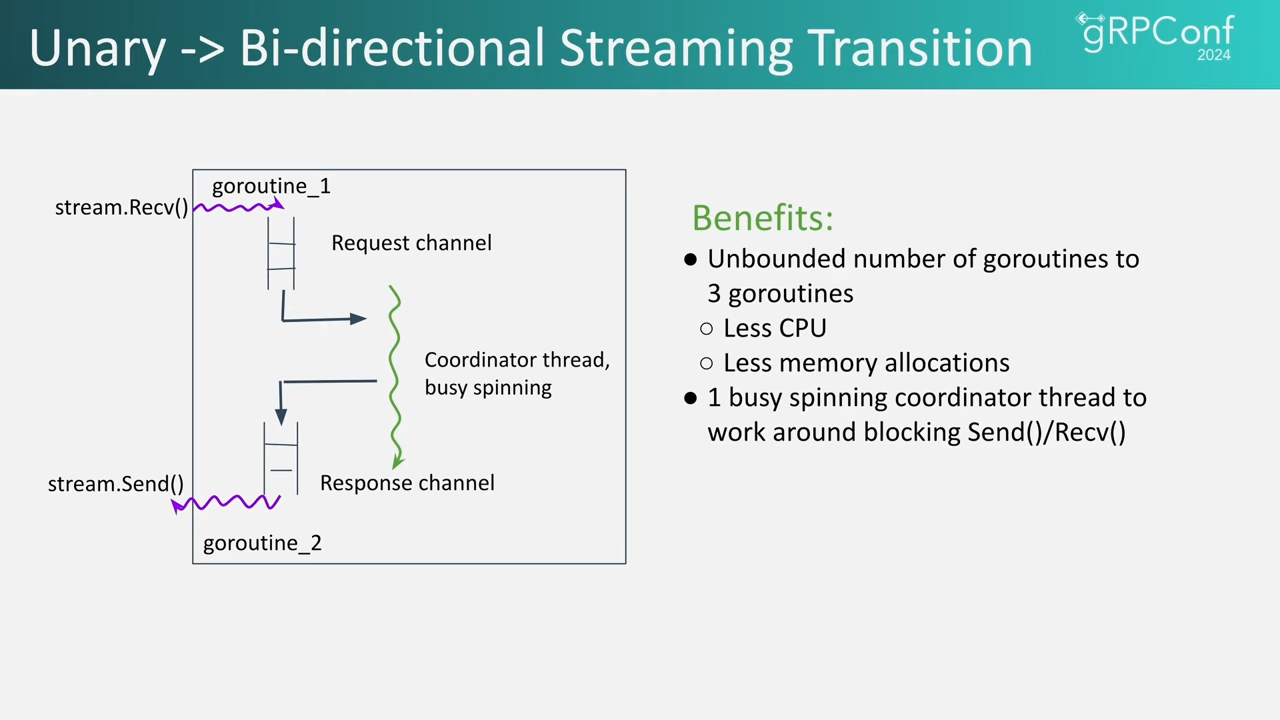 Unary -> Bi-directional Streaming Transition
gRPConf
2024
goroutine_1
stream.Recv()
Request channel
Coordinator thread,
busy spinning
stream.Send()
Response channel
goroutine_2
Benefits:
● Unbounded number of goroutines to
3 goroutines
○ Less CPU
○ Less memory allocations
● 1 busy spinning coordinator thread to
work around blocking Send()/Recv()